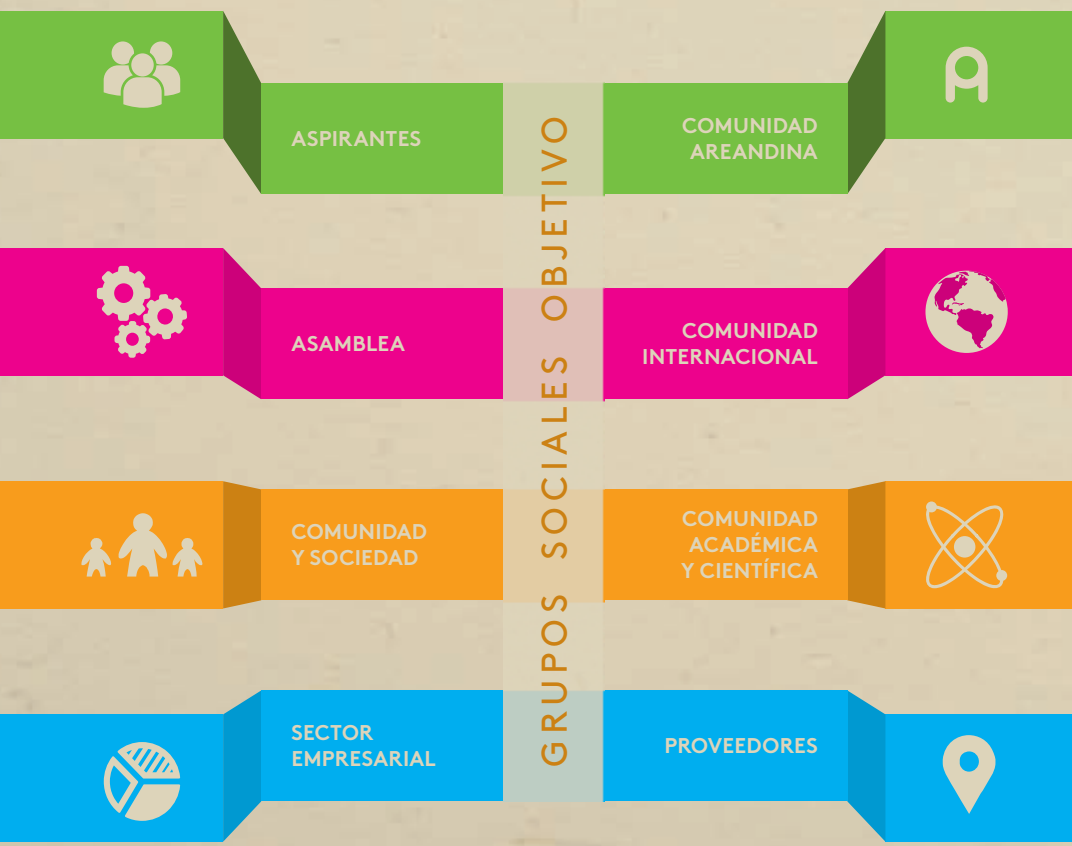 GRUPOS SOCIALES OBJETIVO
ASPIRANTES
COMUNIDAD
AREANDINA
ASAMBLEA
COMUNIDAD
INTERNACIONAL
COMUNIDAD
Y SOCIEDAD
COMUNIDAD
ACADÉMICA
Y CIENTÍFICA
SECTOR
EMPRESARIAL
PROVEEDORES